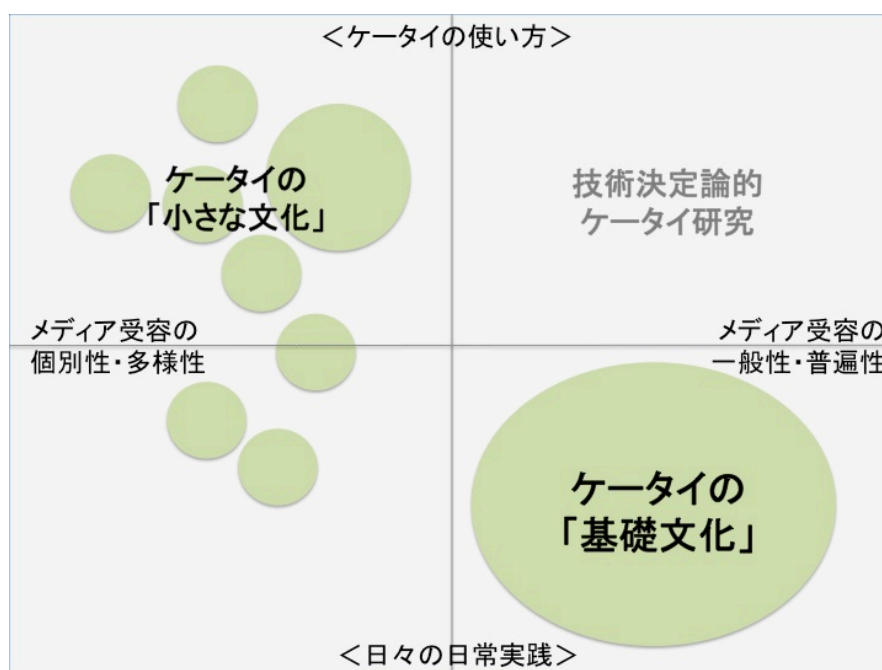 ＜ケータイの使い方＞
ケータイの
「小さな文化」
技術決定論的
ケータイ研究
メディア受容の
個別性・多様性
メディア受容の
一般性・普遍性
ケータイの
「基礎文化」
＜日々の日常実践＞